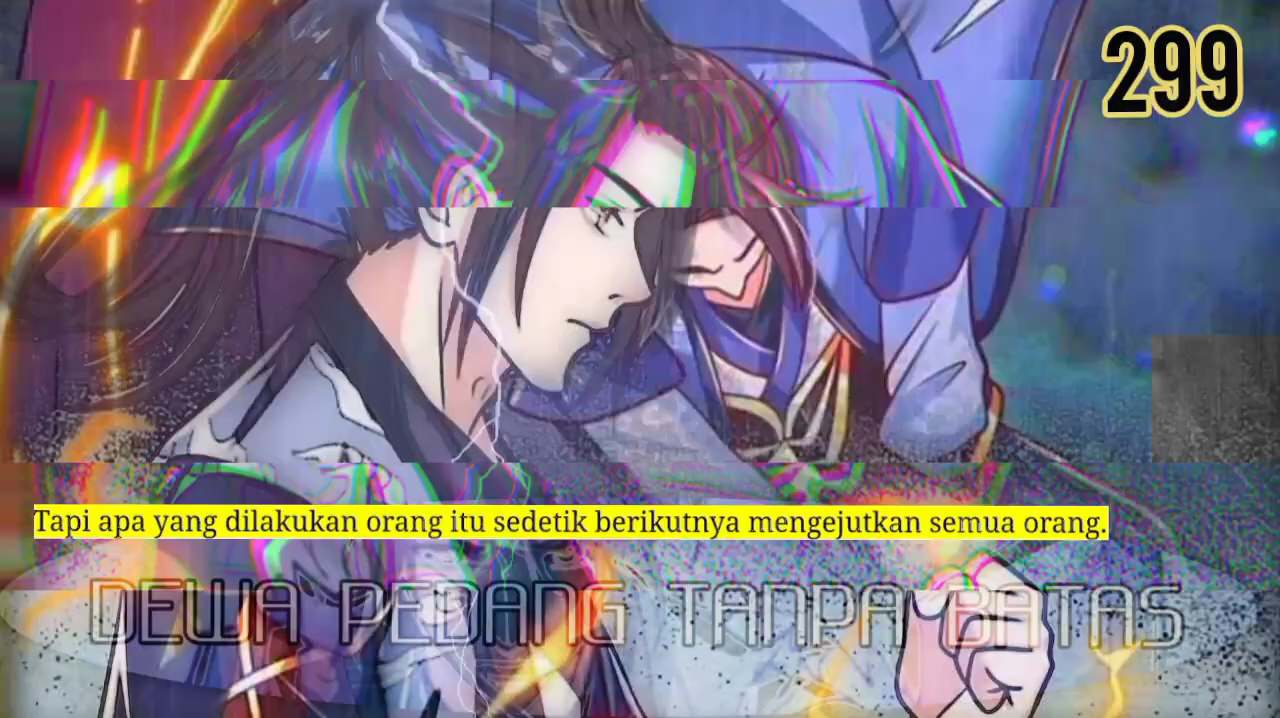 299
Tapi apa yang dilakukan orang itu sedetik berikutnya mengejutkan semua orang.
DEWA PEDANG TANPA BATAS